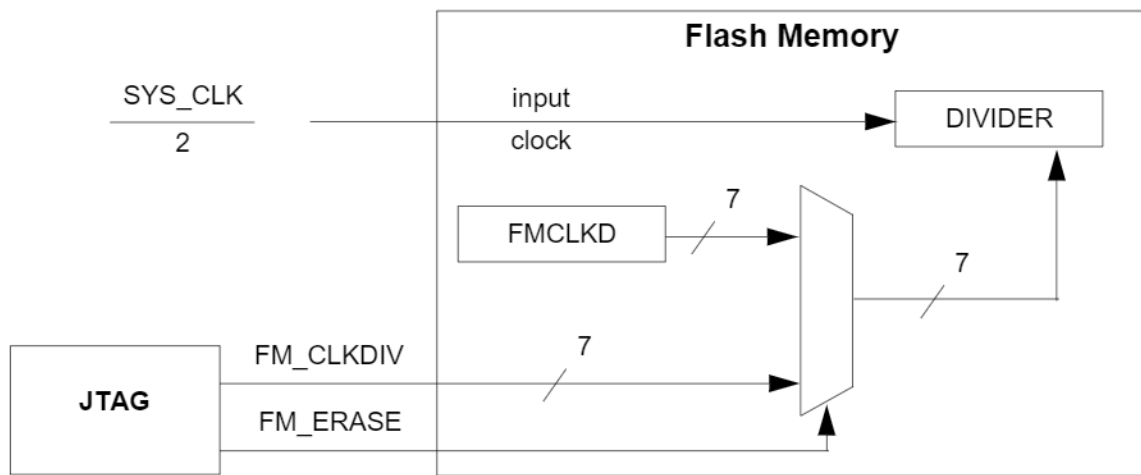 Flash Memory
SYS_CLK
2
input
clock
DIVIDER
FMCLKD
7
7
FM_CLKDIV
7
JTAG
FM_ERASE